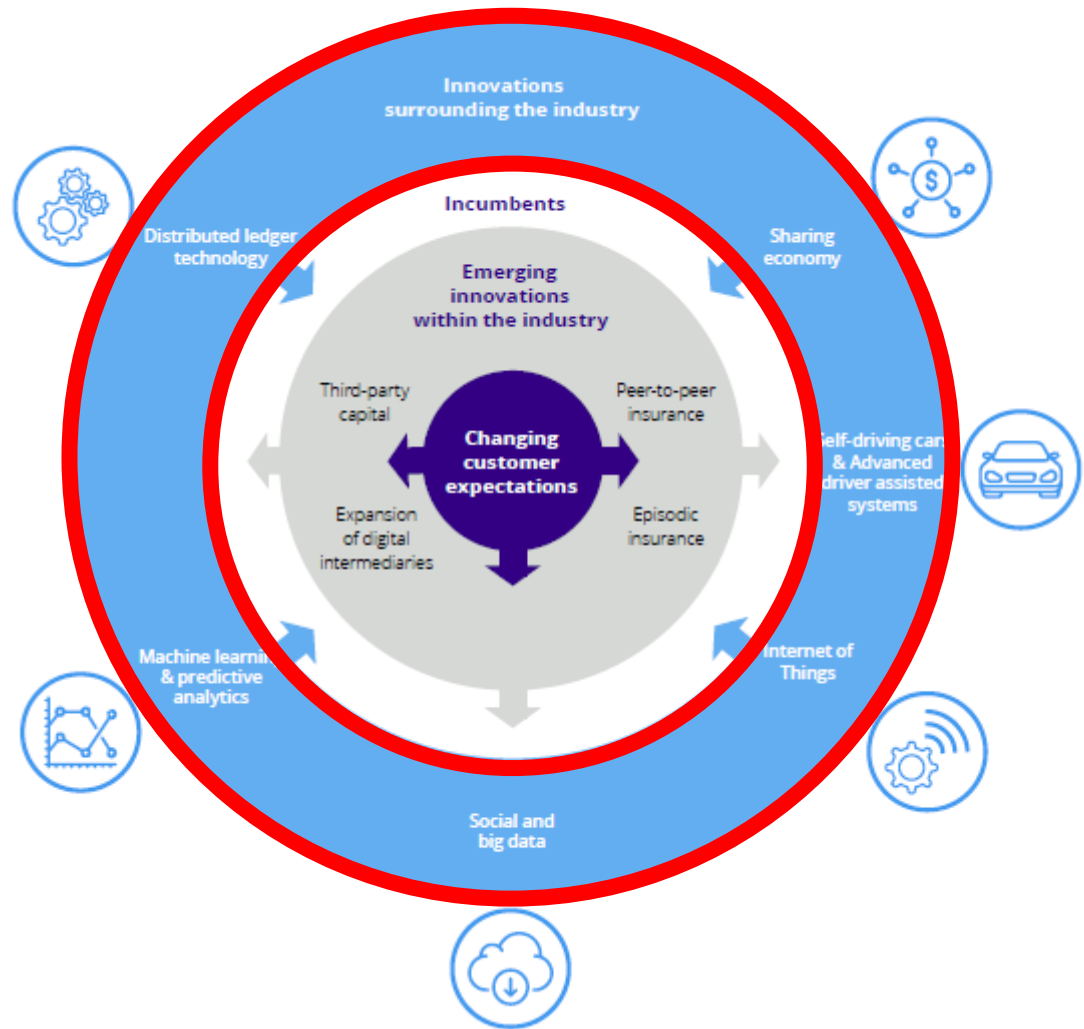 Innovations
surrounding the industry
Incumbents
Distributed ledger
technology
Sharing
economy
Emerging
innovations
within the industry
Third-party
capital
Peer-to-peer
insurance
Changing
customer
expectations
Self-driving cars
& Advanced
driver assisted
systems
Expansion
of digital
intermediaries
Episodic
insurance
Machine learning
& predictive
analytics
Internet of
Things
Social and
big data
$